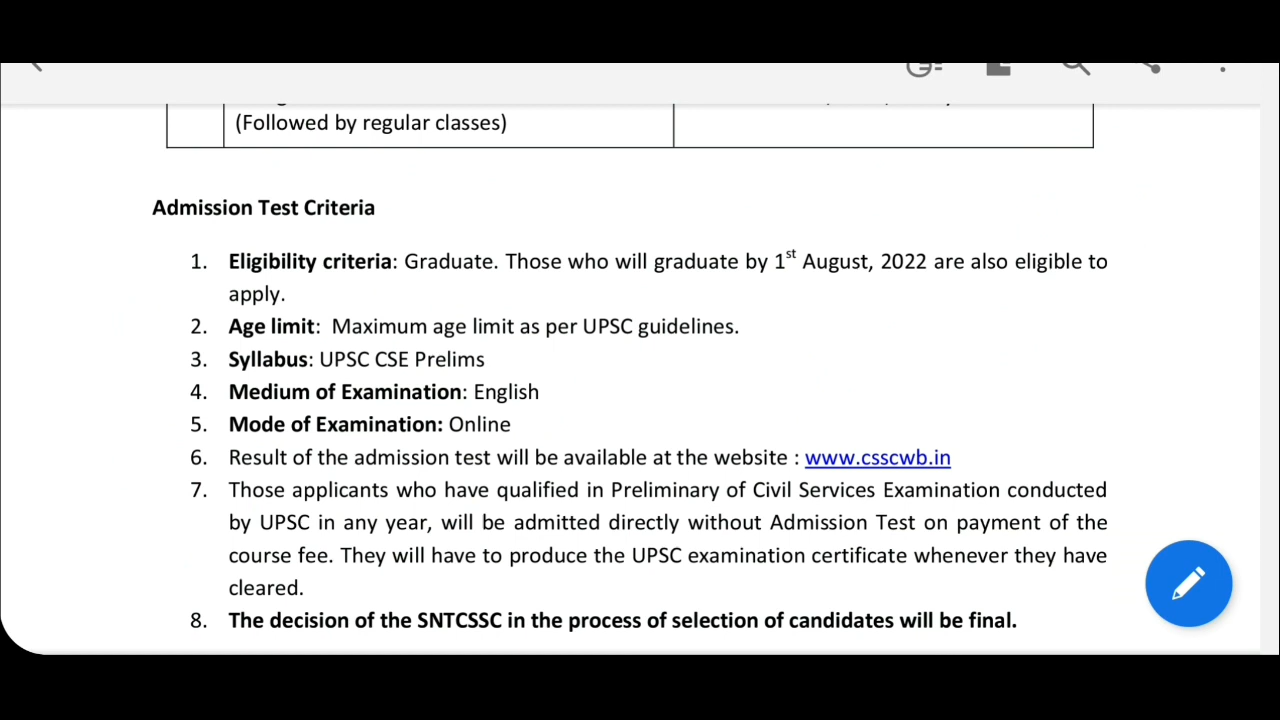 (Followed by regular classes)
Admission Test Criteria
1. Eligibility criteria: Graduate. Those who will graduate by 1st August, 2022 are also eligible to
apply.
2. Age limit: Maximum age limit as per UPSC guidelines.
3. Syllabus: UPSC CSE Prelims
4. Medium of Examination: English
5. Mode of Examination: Online
6. Result of the admission test will be available at the website : www.csscwb.in
7. Those applicants who have qualified in Preliminary of Civil Services Examination conducted
by UPSC in any year, will be admitted directly without Admission Test on payment of the
course fee. They will have to produce the UPSC examination certificate whenever they have
cleared.
8. The decision of the SNTCSSC in the process of selection of candidates will be final.